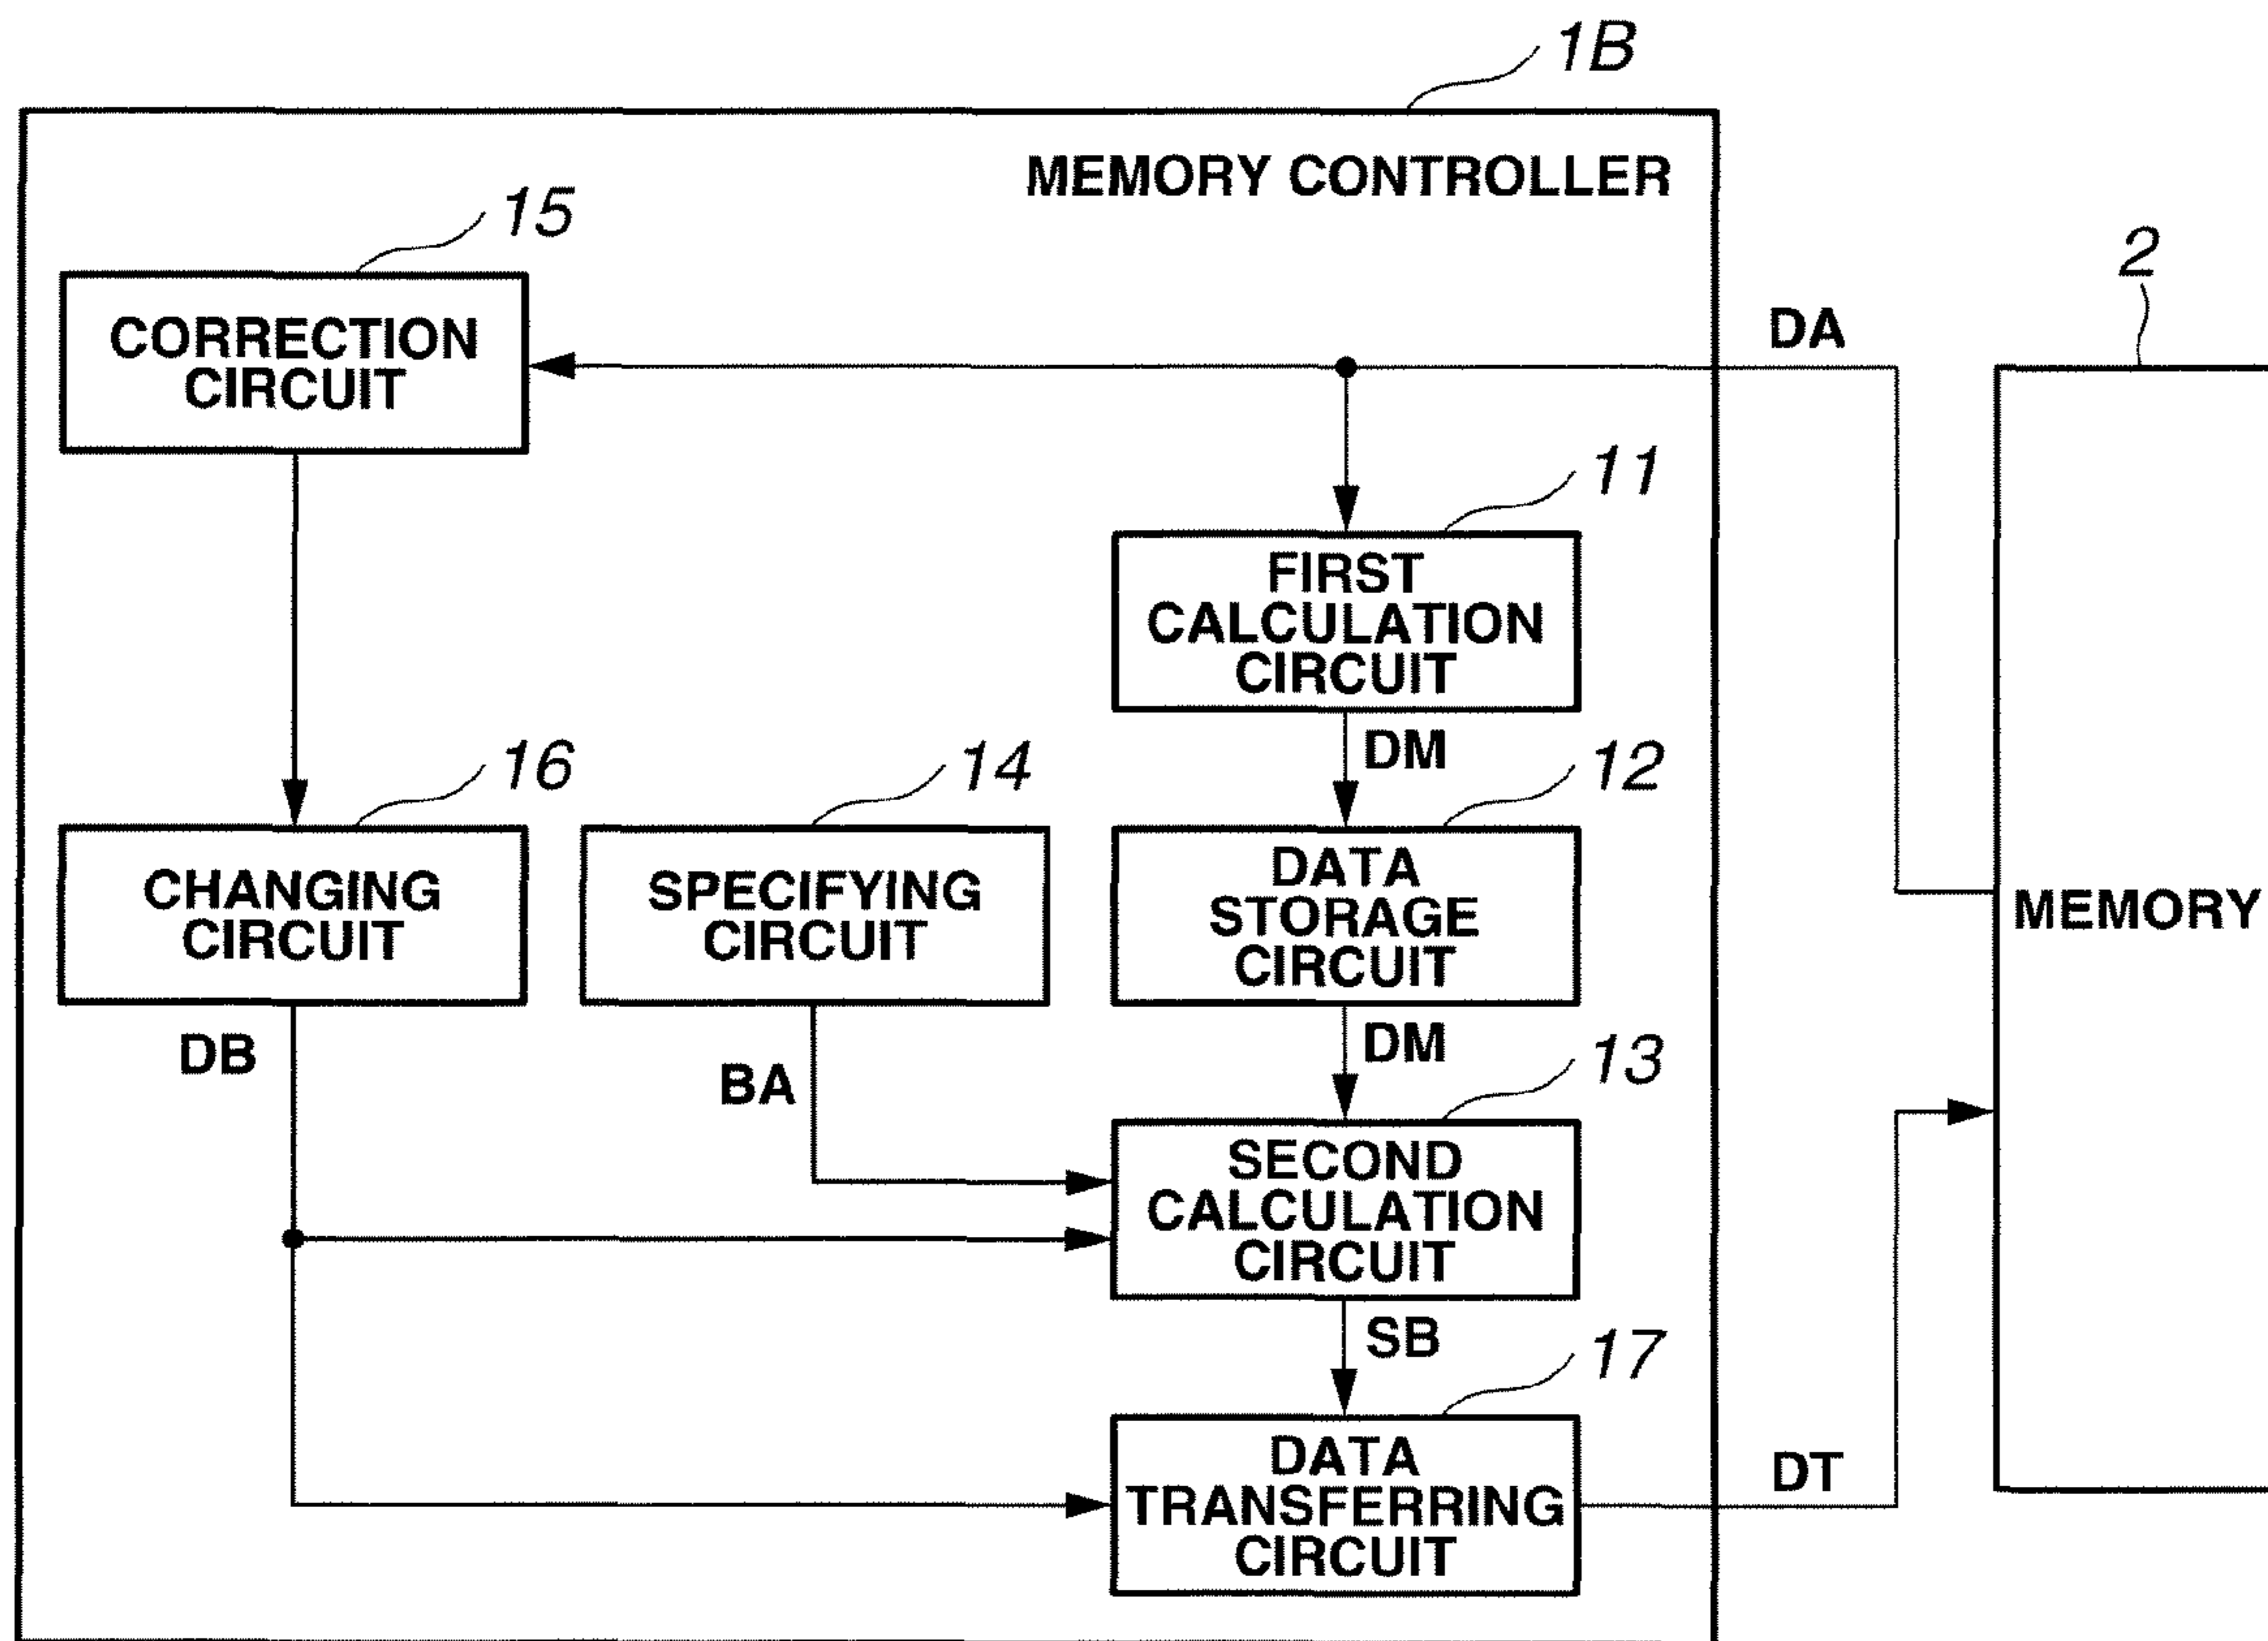 1B
MEMORY CONTROLLER
15
CORRECTION
CIRCUIT
DA
2
11
FIRST
CALCULATION
CIRCUIT
DM
16
14
12
CHANGING
CIRCUIT
SPECIFYING
CIRCUIT
DATA
STORAGE
CIRCUIT
MEMORY
DB
BA
DM
13
SECOND
CALCULATION
CIRCUIT
SB
17
DATA
TRANSFERRING
CIRCUIT
DT